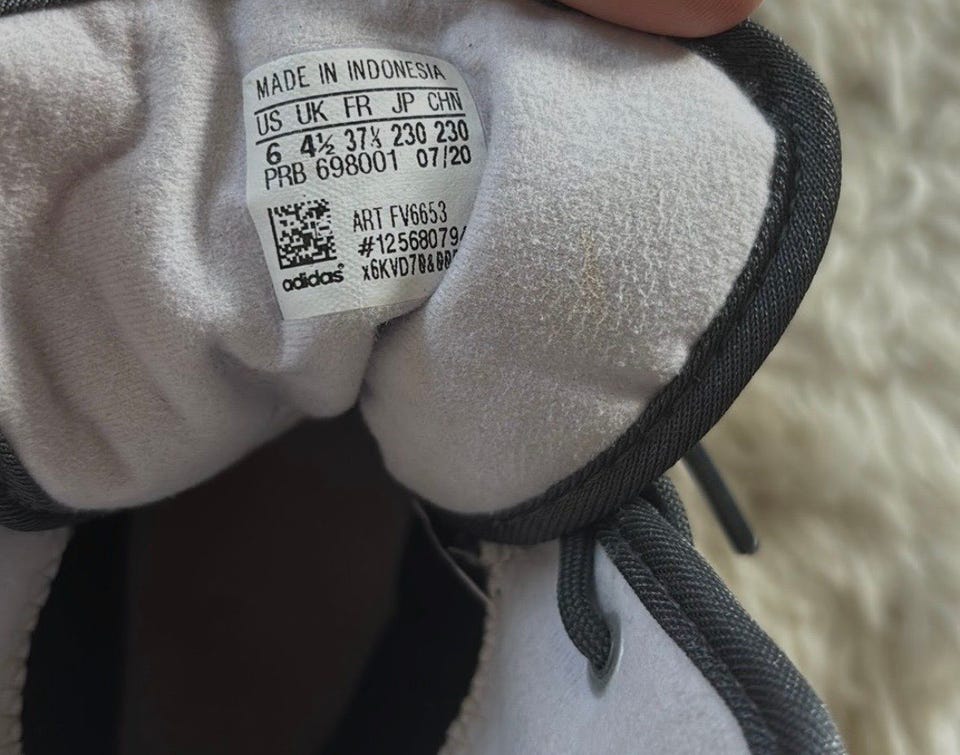 MADE IN INDONESIA
US UK FR JP CHN
6 4½ 37⅓ 230 230
PRB 698001 07/20
ART FV6653
#12568079
adidas